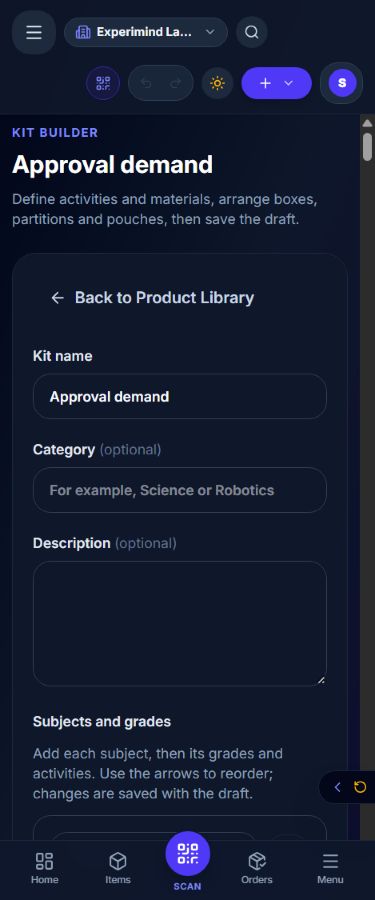 Experimind La...
S
KIT BUILDER
Approval demand
Define activities and materials, arrange boxes,
partitions and pouches, then save the draft.
Back to Product Library
Kit name
Approval demand
Category (optional)
For example, Science or Robotics
Description (optional)
Subjects and grades
Add each subject, then its grades and
activities. Use the arrows to reorder;
changes are saved with the draft.
Home
Items
SCAN
Orders
Menu